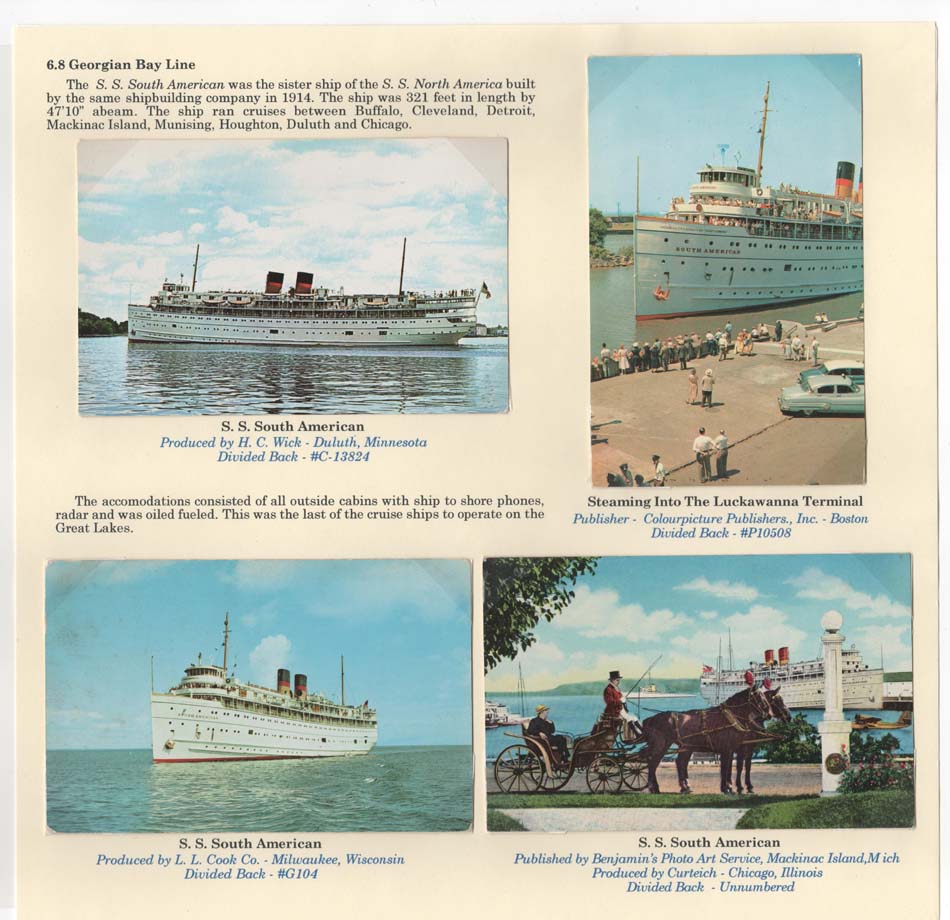 6.8 Georgian Bay Line
The S. S. South American was the sister ship of the S. S. North America built
by the same shipbuilding company in 1914. The ship was 321 feet in length by
47'10" abeam. The ship ran cruises between Buffalo, Cleveland, Detroit,
Mackinac Island, Munising, Houghton, Duluth and Chicago.
S. S. South American
Produced by H. C. Wick - Duluth, Minnesota
Divided Back - #C-13824
SOUTH AMERICAN
Steaming Into The Luckawanna Terminal
Publisher - Colourpicture Publishers., Inc. - Boston
Divided Back - #P10508
The accomodations consisted of all outside cabins with ship to shore phones,
radar and was oiled fueled. This was the last of the cruise ships to operate on the
Great Lakes.
SOUTH AMERICAN
S. S. South American
Produced by L. L. Cook Co. - Milwaukee, Wisconsin
Divided Back - #G104
S. S. South American
Published by Benjamin's Photo Art Service, Mackinac Island,Mich
Produced by Curteich - Chicago, Illinois
Divided Back - Unnumbered